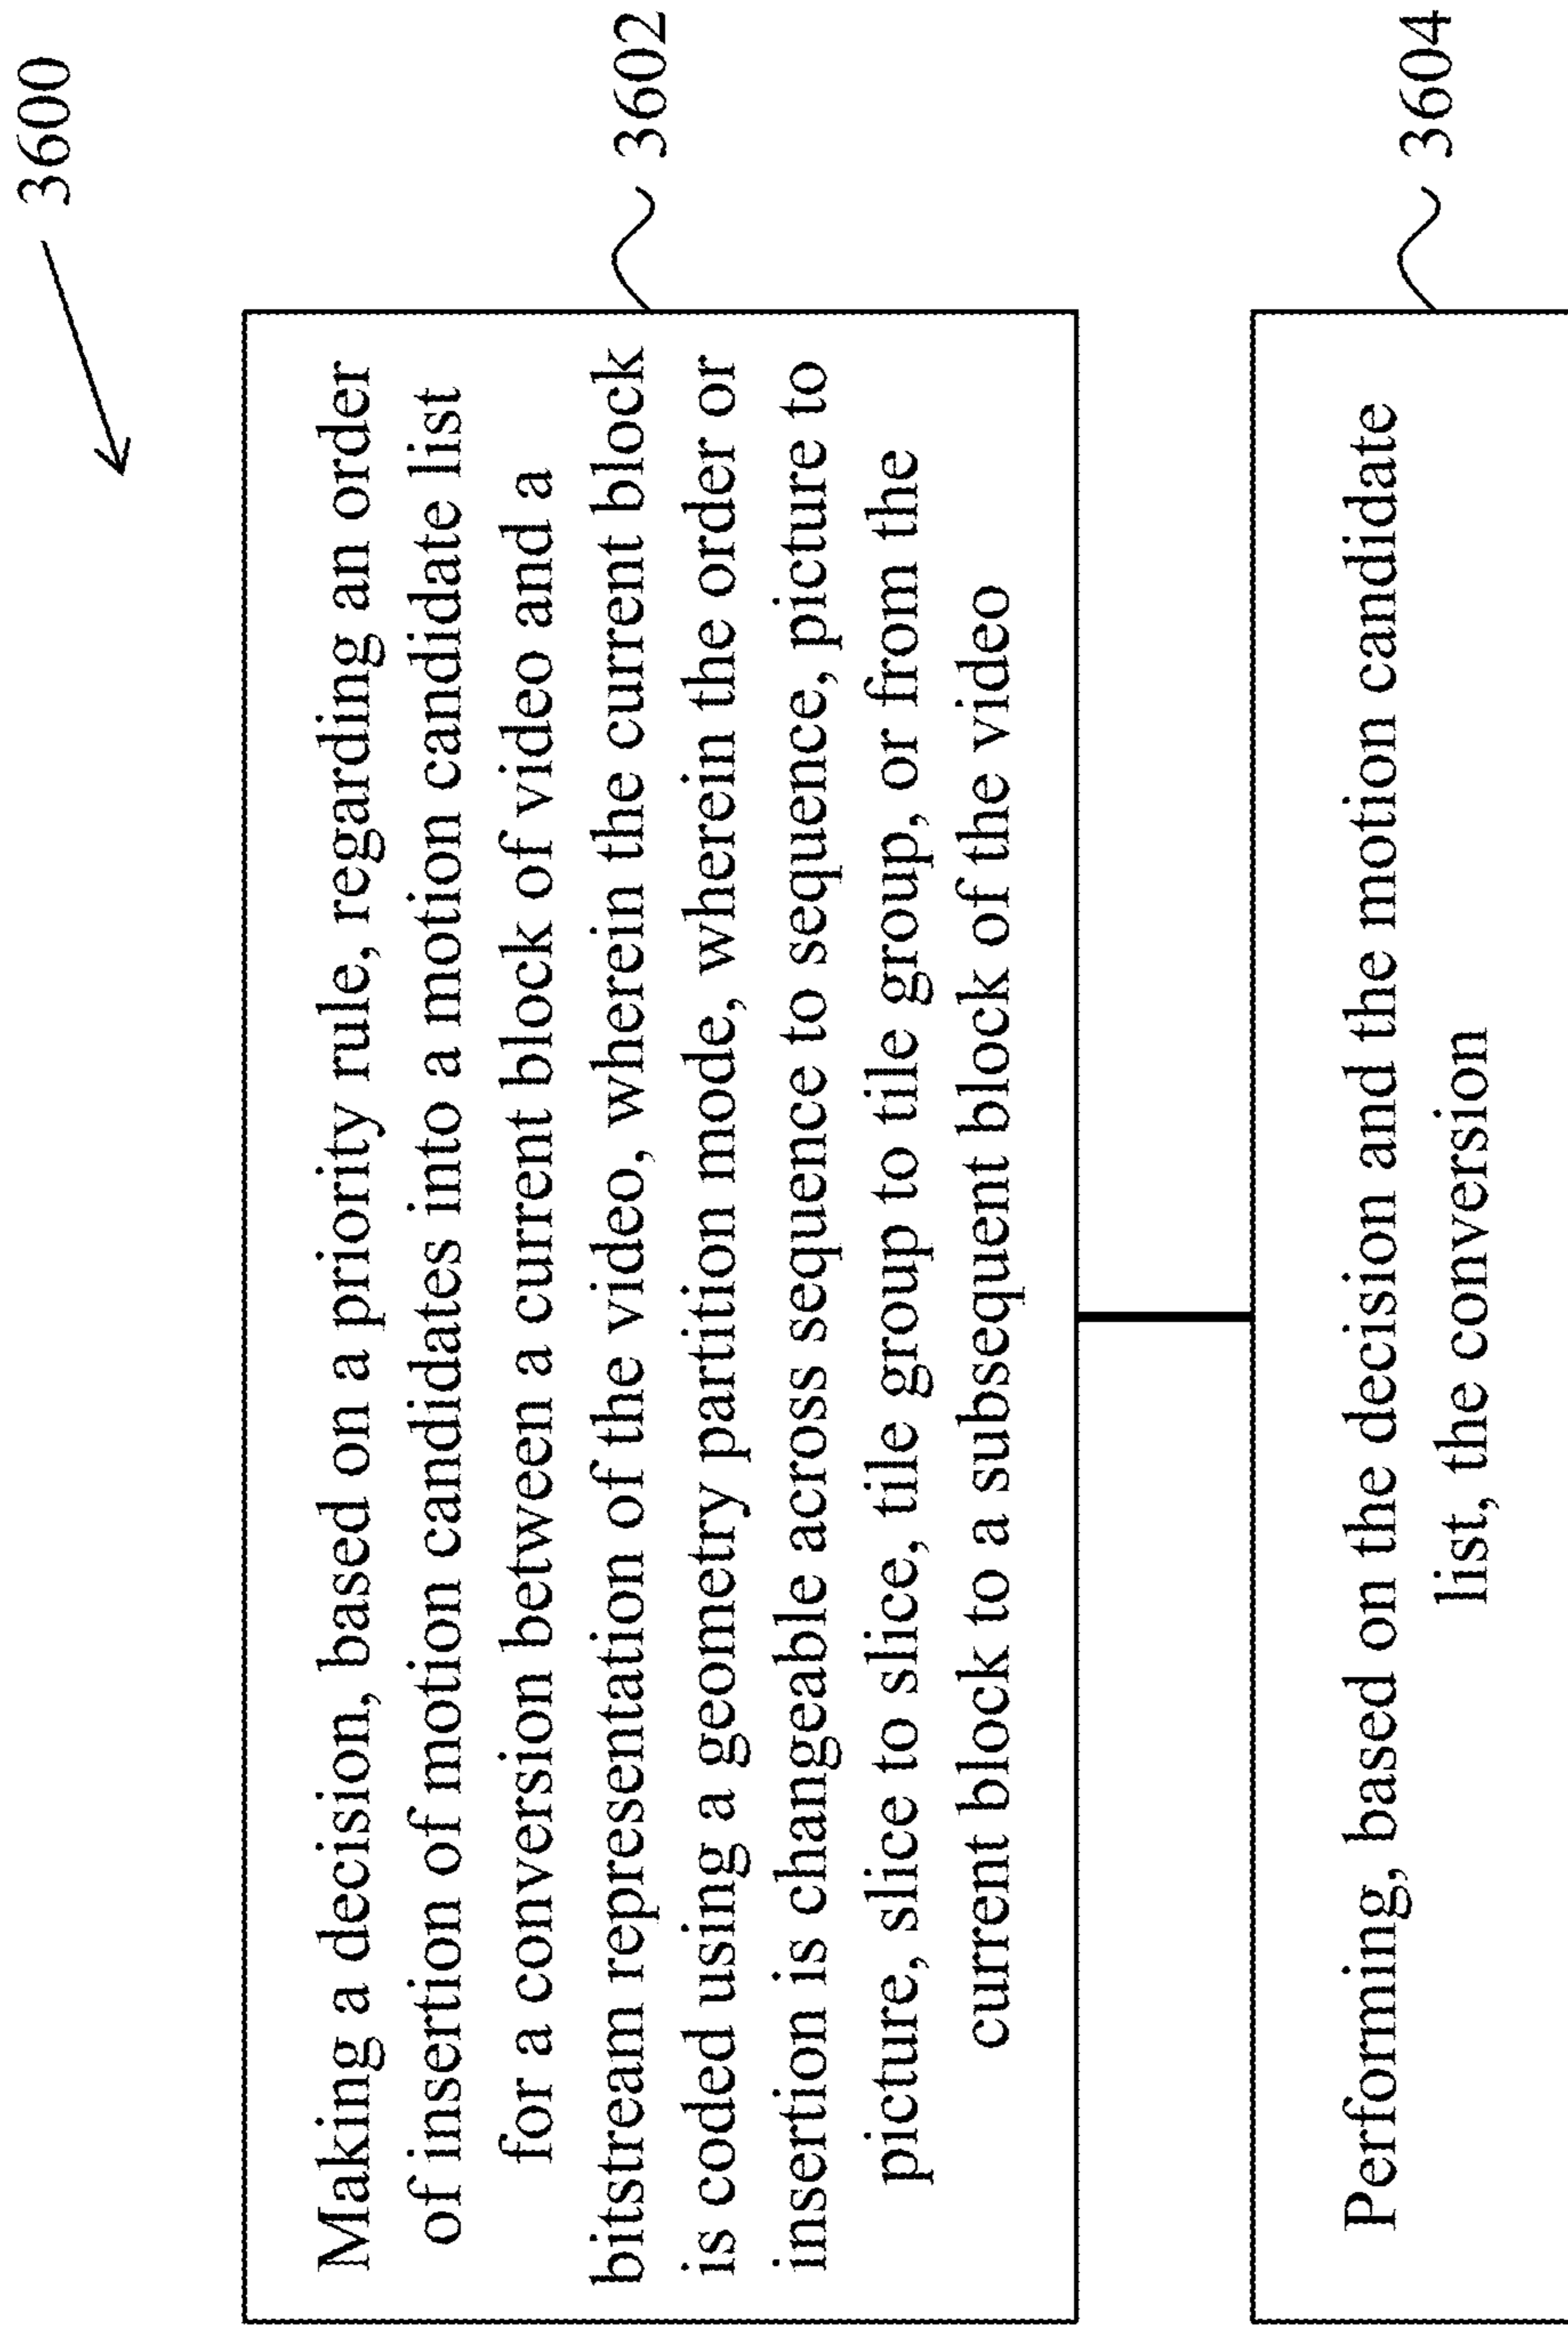 3600
Making a decision, based on a priority rule, regarding an order
of insertion of motion candidates into a motion candidate list
for a conversion between a current block of video and a
bitstream representation of the video, wherein the current block
is coded using a geometry partition mode, wherein the order or
insertion is changeable across sequence to sequence, picture to
picture, slice to slice, tile group to tile group, or from the
current block to a subsequent block of the video
3602
Performing, based on the decision and the motion candidate
list, the conversion
3604